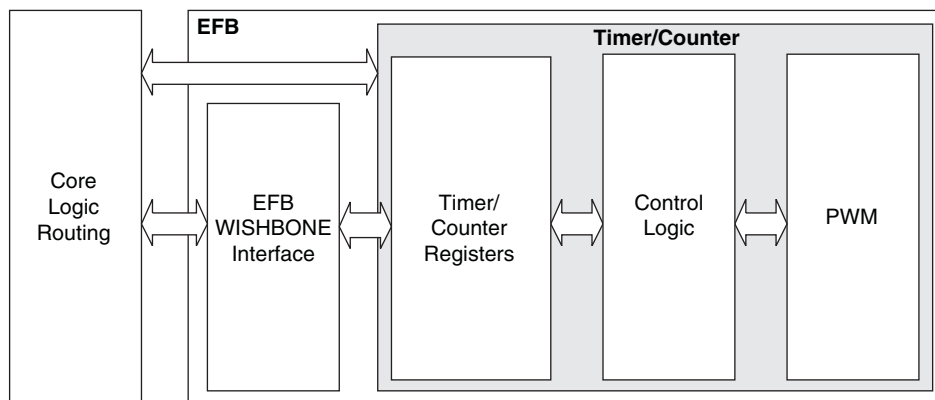 EFB
Timer/Counter
Core
Logic
Routing
EFB
WISHBONE
Interface
Timer/
Counter
Registers
Control
Logic
PWM